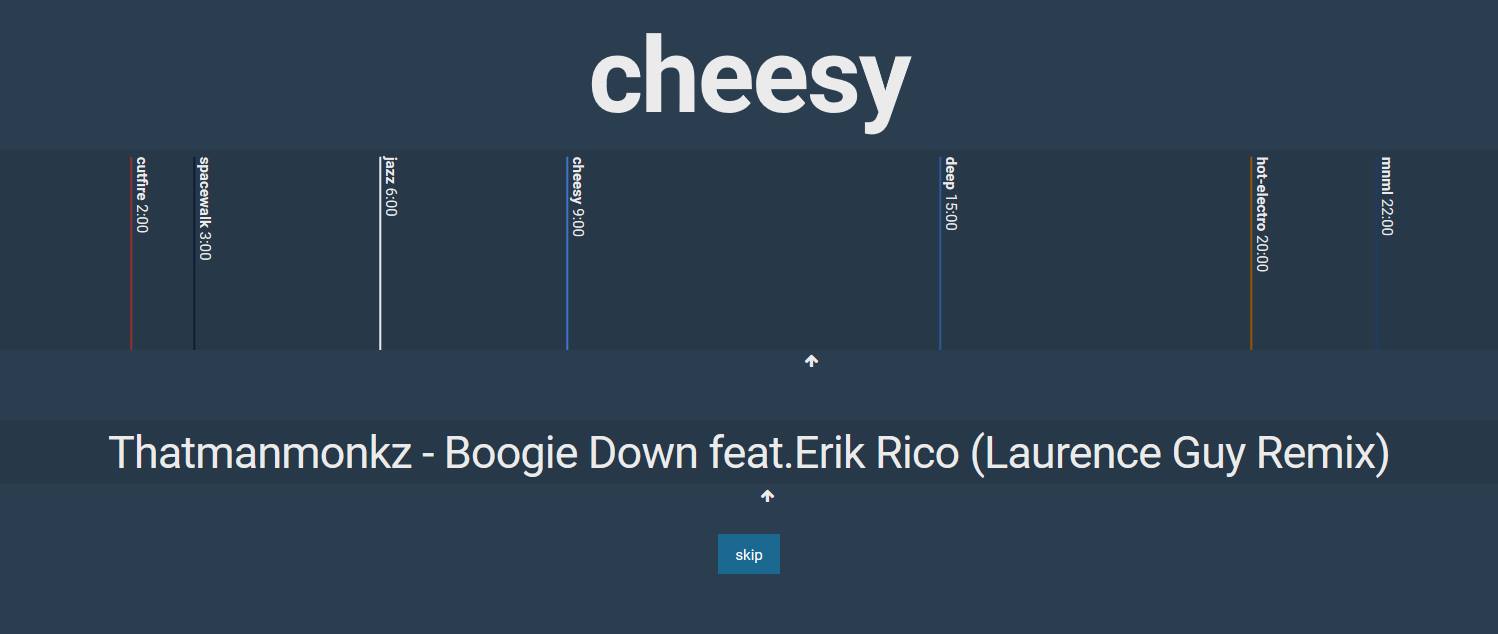 cheesy
cutfire 2:00
spacewalk 3:00
jazz 6:00
cheesy 9:00
deep 15:00
hot-electro 20:00
mnml 22:00
Thatmanmonkz - Boogie Down feat.Erik Rico (Laurence Guy Remix)
skip